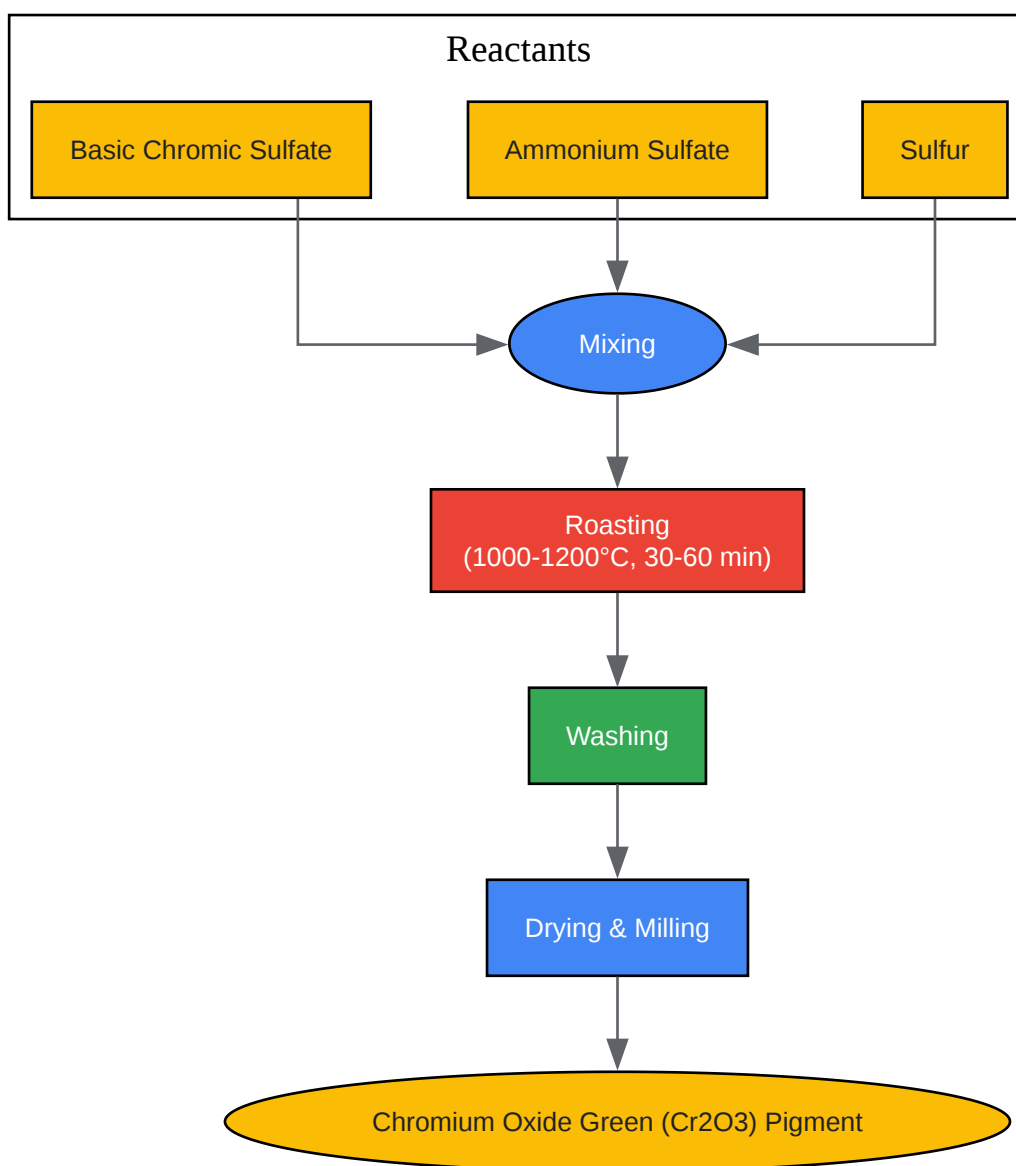 Reactants
Basic Chromic Sulfate
Ammonium Sulfate
Sulfur
Mixing
Roasting
(1000-1200°C, 30-60 min)
Washing
Drying & Milling
Chromium Oxide Green (Cr2O3) Pigment